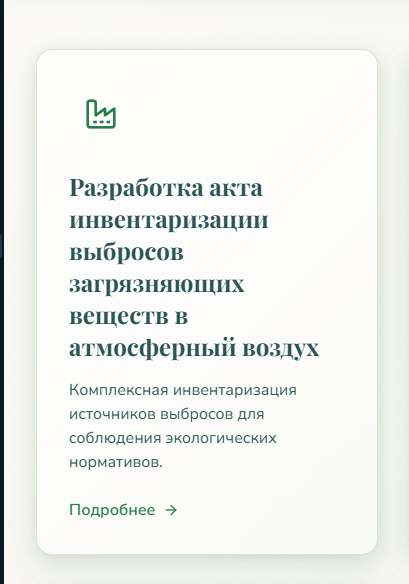 Разработка акта
инвентаризации
выбросов
загрязняющих
веществ в
атмосферный воздух
Комплексная инвентаризация
источников выбросов для
соблюдения экологических
нормативов.
Подробнее →